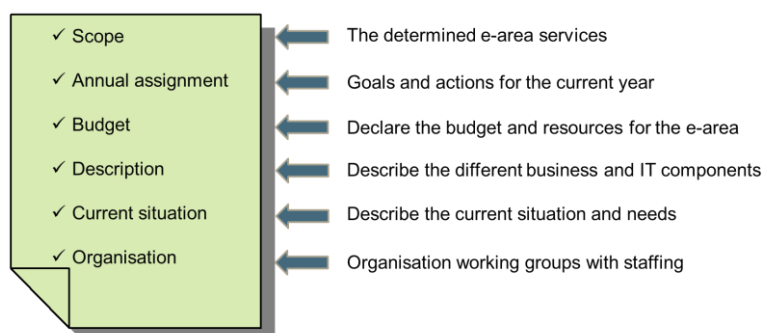 ✓ Scope The determined e-area services
✓ Annual assignment Goals and actions for the current year
✓ Budget Declare the budget and resources for the e-area
✓ Description Describe the different business and IT components
✓ Current situation Describe the current situation and needs
✓ Organisation Organisation working groups with staffing